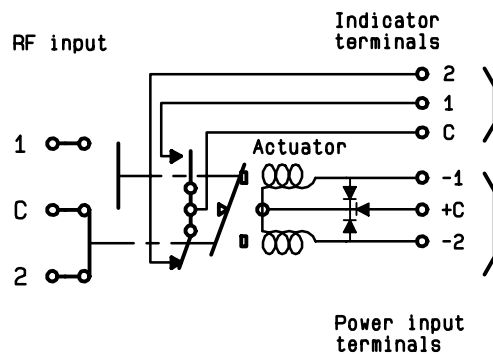 Indicator
terminals
RF input
2
1
C
Actuator
1
-1
C
+C
-2
2
Power input
terminals